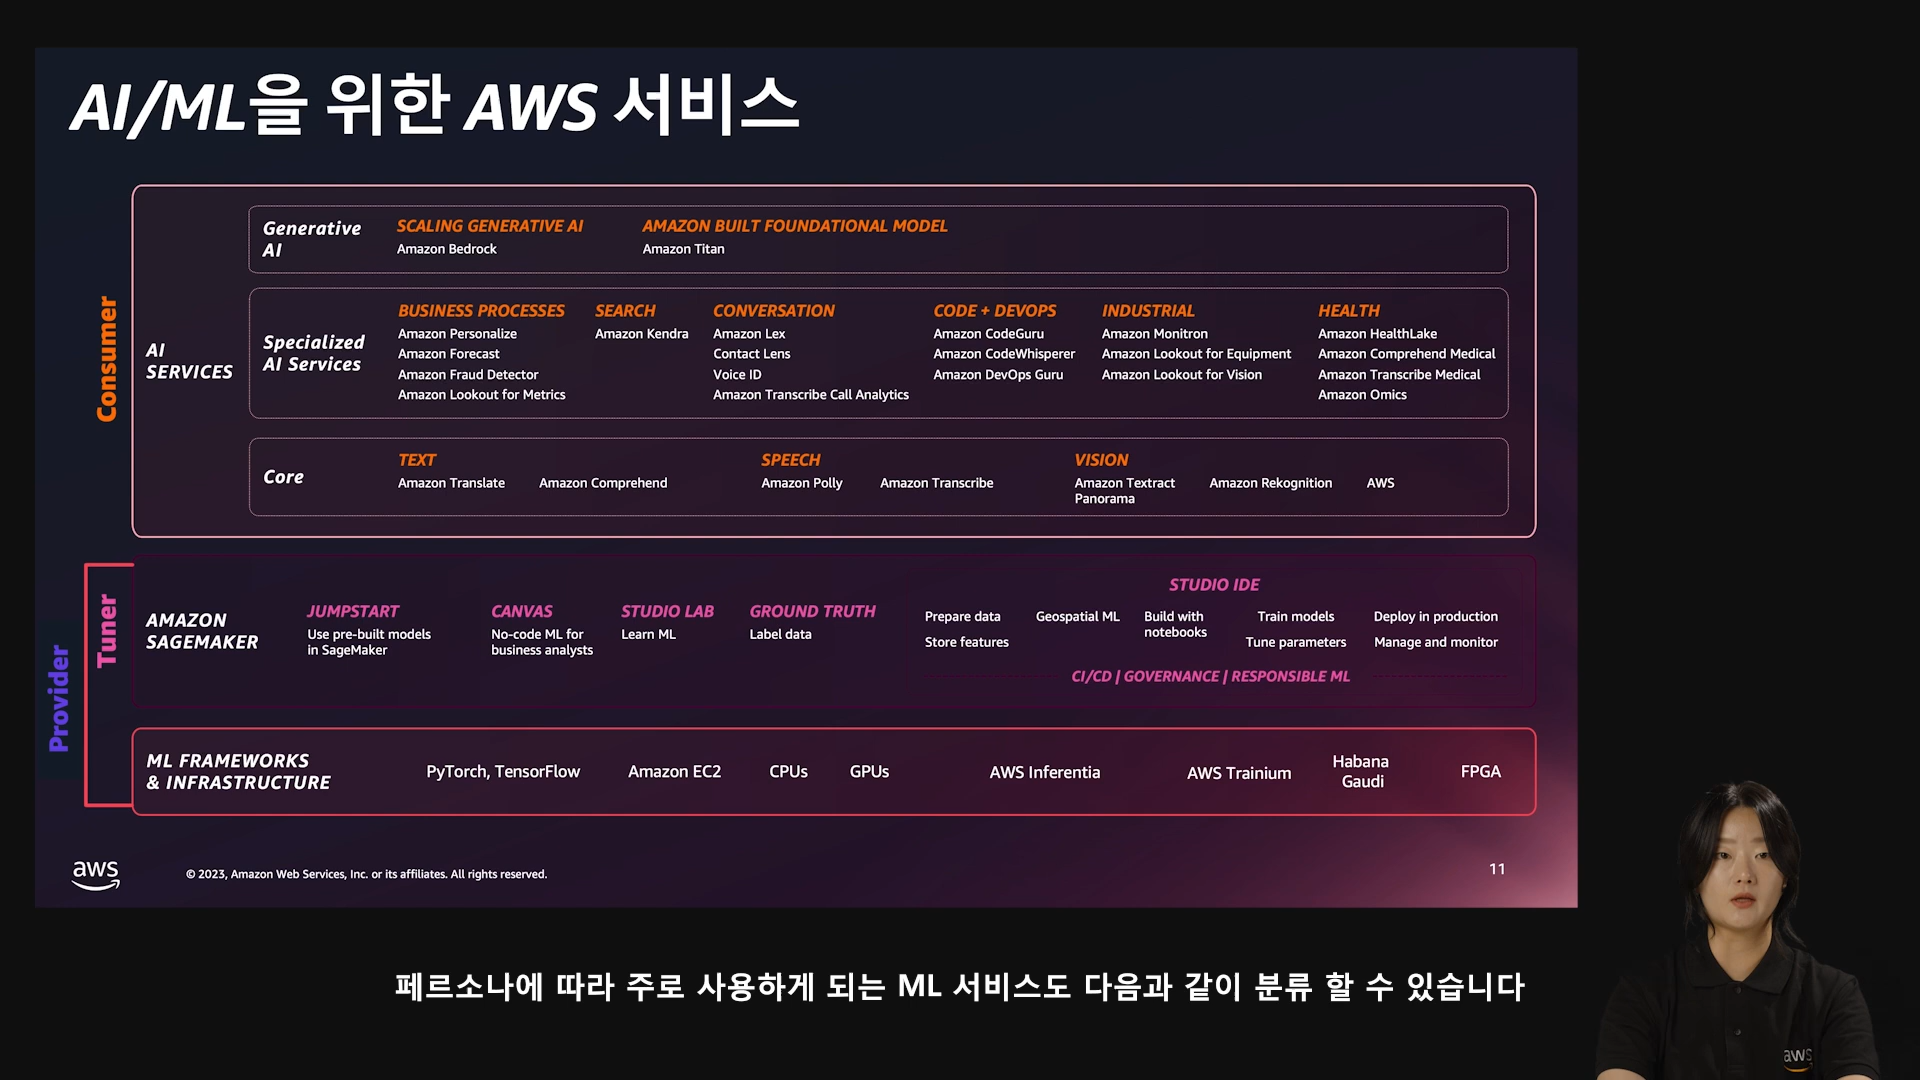 AI/ML을 위한 AWS 서비스
Consumer
AI
SERVICES
Generative
AI
SCALING GENERATIVE AI
Amazon Bedrock
AMAZON BUILT FOUNDATIONAL MODEL
Amazon Titan
Specialized
AI Services
BUSINESS PROCESSES
Amazon Personalize
Amazon Forecast
Amazon Fraud Detector
Amazon Lookout for Metrics
SEARCH
Amazon Kendra
CONVERSATION
Amazon Lex
Contact Lens
Voice ID
Amazon Transcribe Call Analytics
CODE + DEVOPS
Amazon CodeGuru
Amazon CodeWhisperer
Amazon DevOps Guru
INDUSTRIAL
Amazon Monitron
Amazon Lookout for Equipment
Amazon Lookout for Vision
HEALTH
Amazon HealthLake
Amazon Comprehend Medical
Amazon Transcribe Medical
Amazon Omics
Core
TEXT
Amazon Translate Amazon Comprehend
SPEECH
Amazon Polly Amazon Transcribe
VISION
Amazon Textract Amazon Rekognition AWS
Panorama
Provider
Tuner
AMAZON
SAGEMAKER
JUMPSTART
Use pre-built models
in SageMaker
CANVAS
No-code ML for
business analysts
STUDIO LAB
Learn ML
GROUND TRUTH
Label data
STUDIO IDE
Prepare data
Store features
Geospatial ML
Build with
notebooks
Train models
Tune parameters
Deploy in production
Manage and monitor
CI/CD | GOVERNANCE | RESPONSIBLE ML
ML FRAMEWORKS
& INFRASTRUCTURE
PyTorch, TensorFlow
Amazon EC2
CPUs
GPUs
AWS Inferentia
AWS Trainium
Habana
Gaudi
FPGA
aws
© 2023, Amazon Web Services, Inc. or its affiliates. All rights reserved.
11
페르소나에 따라 주로 사용하게 되는 ML 서비스도 다음과 같이 분류 할 수 있습니다
aws